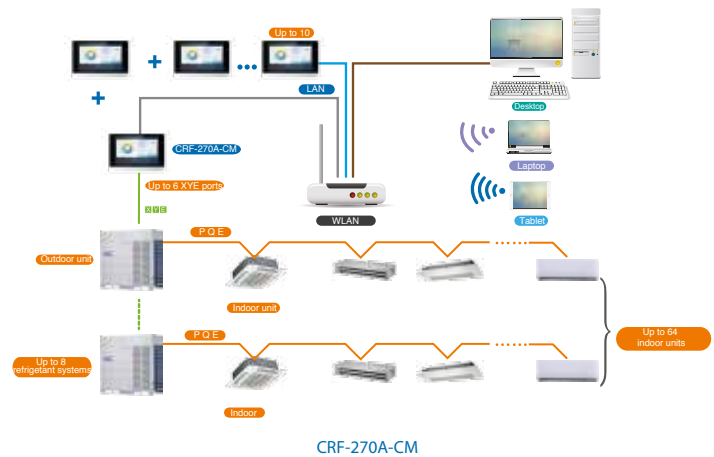 Up to 10
+
+
LAN
Desktop
CRF-270A-CM
Laptop
Up to 6 XYE ports
X Y E
WLAN
Tablet
P Q E
Outdoor unit
Indoor unit
P Q E
Up to 64
indoor units
Up to 8
refrigetant systems
Indoor
CRF-270A-CM